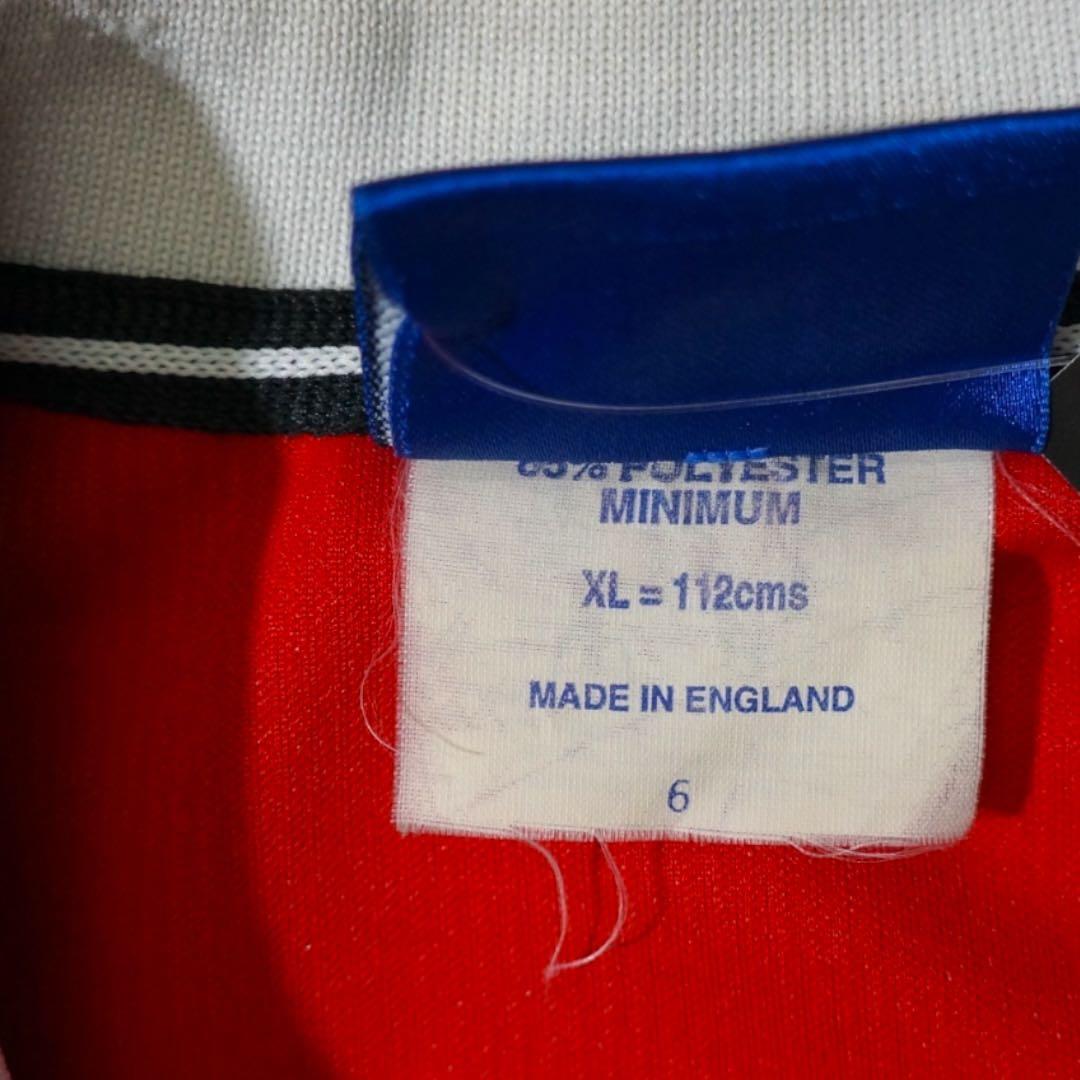 POLYESTER
MINIMUM
XL = 112cms
MADE IN ENGLAND
6